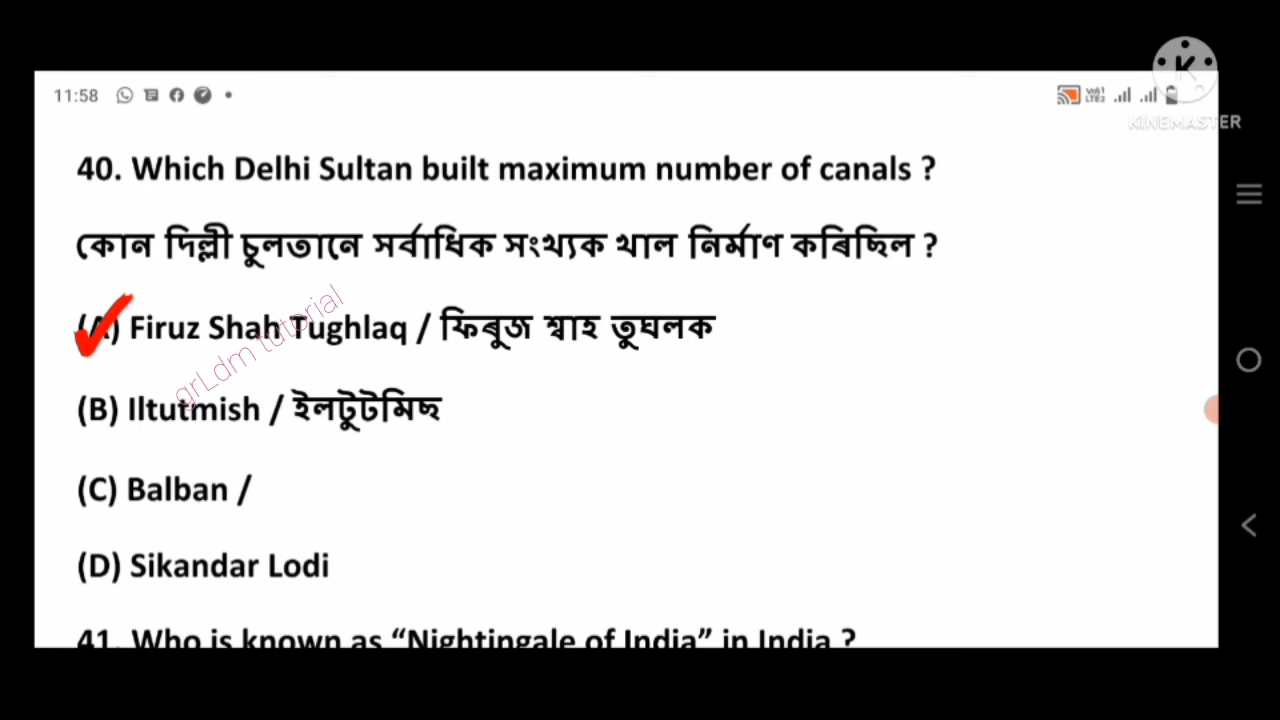 11:58
VoI1
LTE2
KINEMASTER
40. Which Delhi Sultan built maximum number of canals ?
কোন দিল্লী চুলতানে সৰ্বাধিক সংখ্যক খাল নিৰ্মাণ কৰিছিল ?
(A) Firuz Shah Tughlaq / ফিৰুজ শ্বাহ তুঘলক
grLdm tutorial
(B) Iltutmish / ইলটুটমিছ
(C) Balban /
(D) Sikandar Lodi
41. Who is known as “Nightingale of India” in India ?